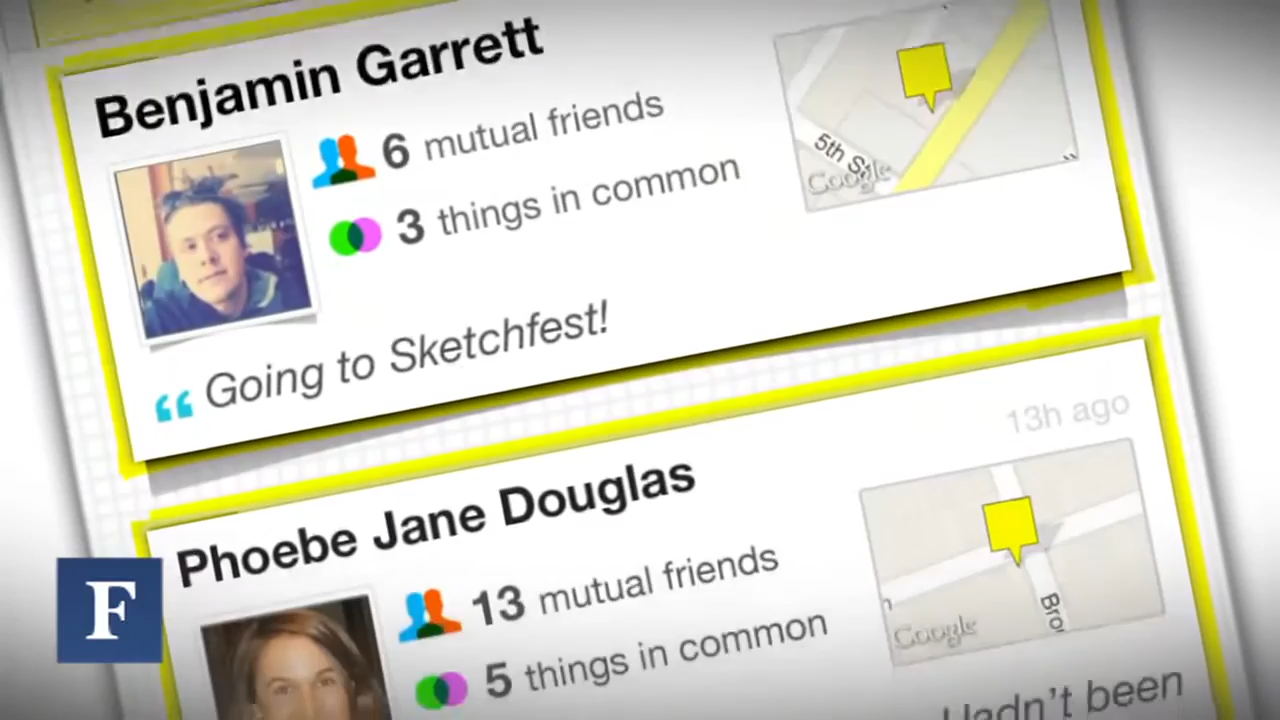 Benjamin Garrett
6 mutual friends
3 things in common
5th St
Google
“ Going to Sketchfest!
13h ago
Phoebe Jane Douglas
13 mutual friends
5 things in common
Bro
Google
Hadn't been
F